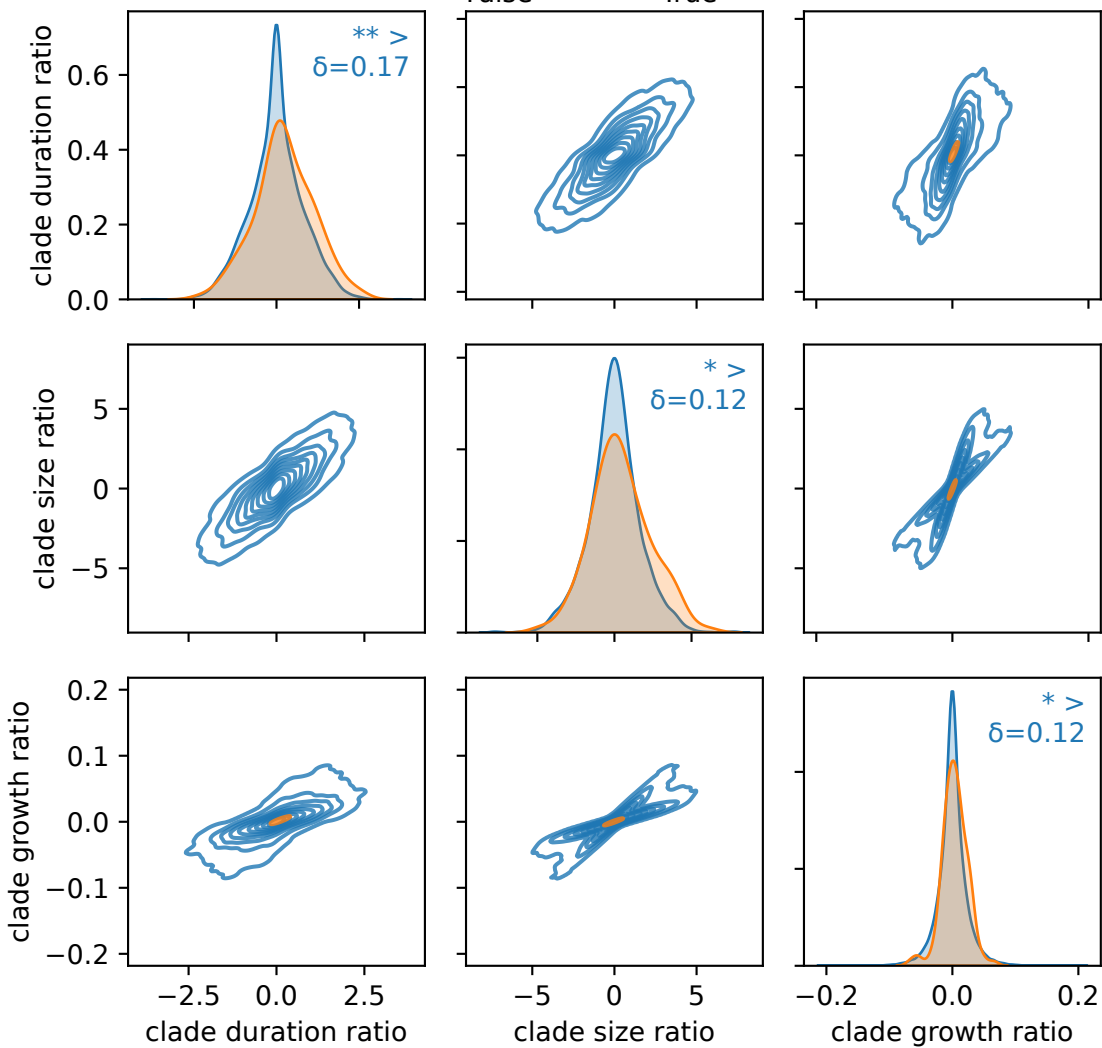 False True
clade duration ratio
0.6
0.4
0.2
0.0
** >
δ=0.17
clade size ratio
5
0
−5
* >
δ=0.12
clade growth ratio
0.2
0.1
0.0
−0.1
−0.2
* >
δ=0.12
−2.5 0.0 2.5
−5 0 5
−0.2 0.0 0.2
clade duration ratio
clade size ratio
clade growth ratio